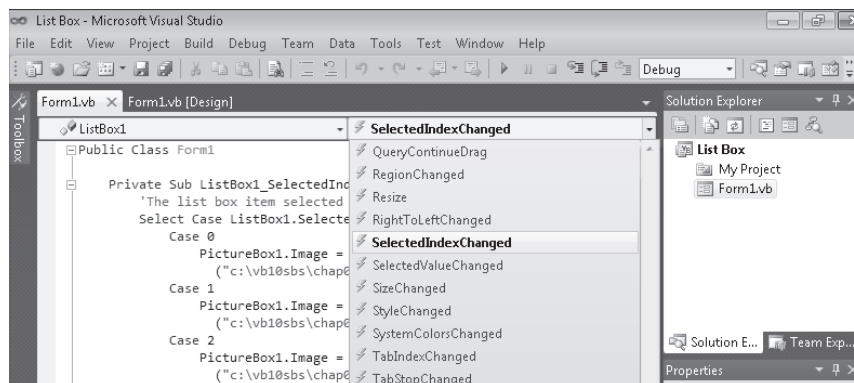 List Box - Microsoft Visual Studio
File Edit View Project Build Debug Team Data Tools Test Window Help
Debug
Toolbox
Form1.vb Form1.vb [Design]
ListBox1
SelectedIndexChanged
Public Class Form1
Private Sub ListBox1_SelectedInd
'The list box item selected
Select Case ListBox1.Selecte
Case 0
PictureBox1.Image =
("c:\vb10sbs\chap0
Case 1
PictureBox1.Image =
("c:\vb10sbs\chap0
Case 2
PictureBox1.Image =
("c:\vb10sbs\chap0
QueryContinueDrag
RegionChanged
Resize
RightToLeftChanged
SelectedIndexChanged
SelectedValueChanged
SizeChanged
StyleChanged
SystemColorsChanged
TabIndexChanged
TabStopChanged
Solution Explorer
List Box
My Project
Form1.vb
Solution E... Team Exp...
Properties